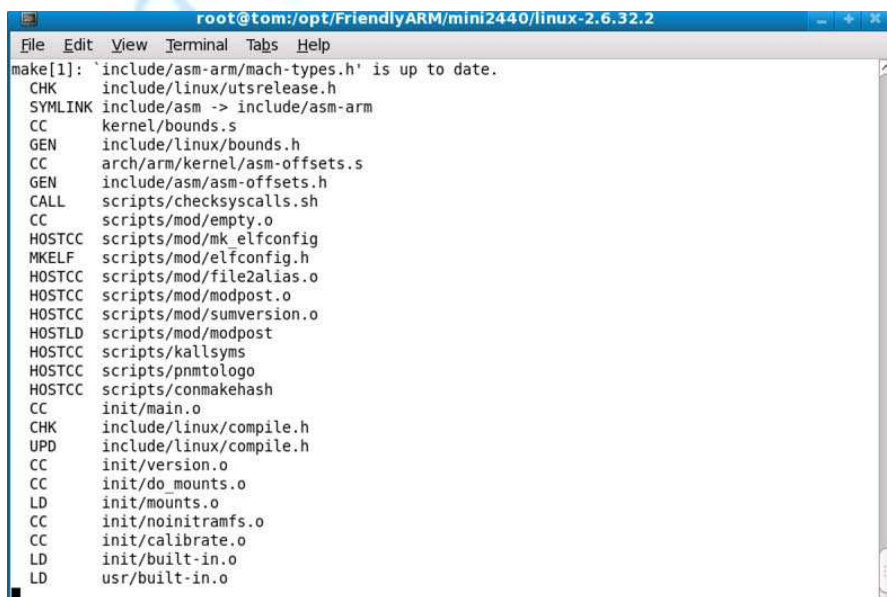 root@tom:/opt/FriendlyARM/mini2440/linux-2.6.32.2
File Edit View Terminal Tabs Help
make[1]: `include/asm-arm/mach-types.h' is up to date.
CHK include/linux/utsrelease.h
SYMLINK include/asm -> include/asm-arm
CC kernel/bounds.s
GEN include/linux/bounds.h
CC arch/arm/kernel/asm-offsets.s
GEN include/asm/asm-offsets.h
CALL scripts/checksyscalls.sh
CC scripts/mod/empty.o
HOSTCC scripts/mod/mk_elfconfig
MKELF scripts/mod/elfconfig.h
HOSTCC scripts/mod/file2alias.o
HOSTCC scripts/mod/modpost.o
HOSTCC scripts/mod/sumversion.o
HOSTLD scripts/mod/modpost
HOSTCC scripts/kallsyms
HOSTCC scripts/pnmtologo
HOSTCC scripts/conmakehash
CC init/main.o
CHK include/linux/compile.h
UPD include/linux/compile.h
CC init/version.o
CC init/do_mounts.o
LD init/mounts.o
CC init/noinitramfs.o
CC init/calibrate.o
LD init/built-in.o
LD usr/built-in.o